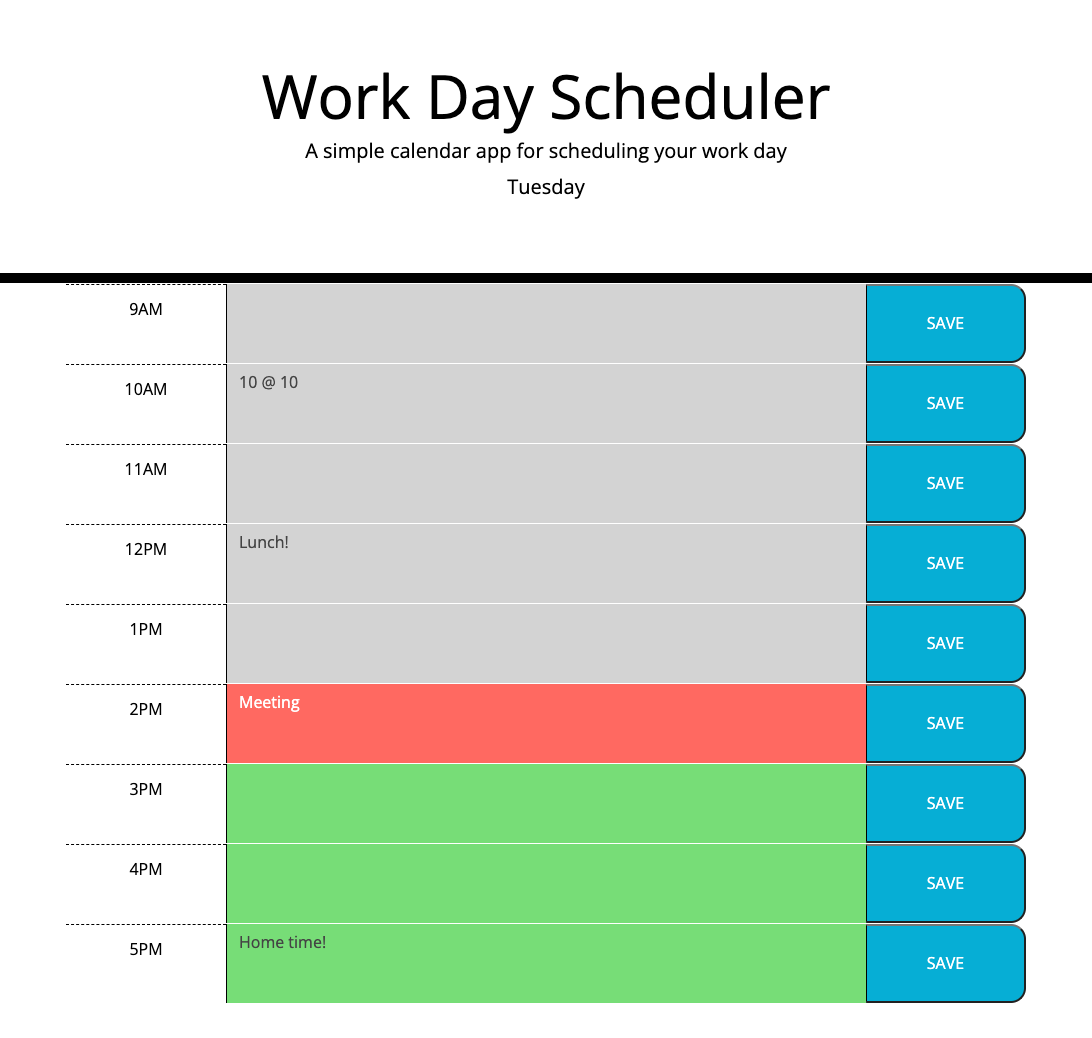 Work Day Scheduler
A simple calendar app for scheduling your work day
Tuesday
9AM SAVE
10AM 10 @ 10 SAVE
11AM SAVE
12PM Lunch! SAVE
1PM SAVE
2PM Meeting SAVE
3PM SAVE
4PM SAVE
5PM Home time! SAVE